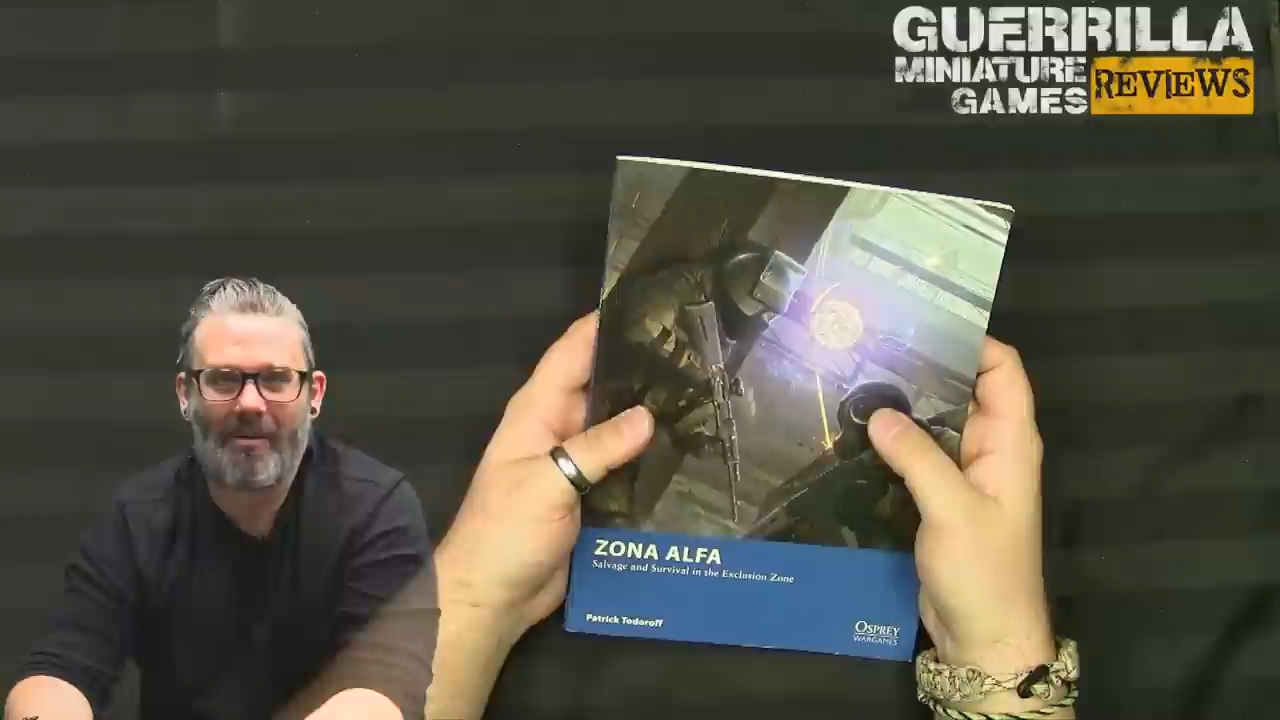 GUERRILLA
MINIATURE
GAMES REVIEWS
ZONA ALFA
Salvage and Survival in the Exclusion Zone
Patrick Todoroff
OSPREY
WARGAMES